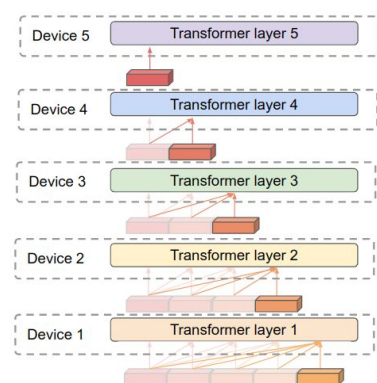 Device 5 Transformer layer 5
Device 4 Transformer layer 4
Device 3 Transformer layer 3
Device 2 Transformer layer 2
Device 1 Transformer layer 1